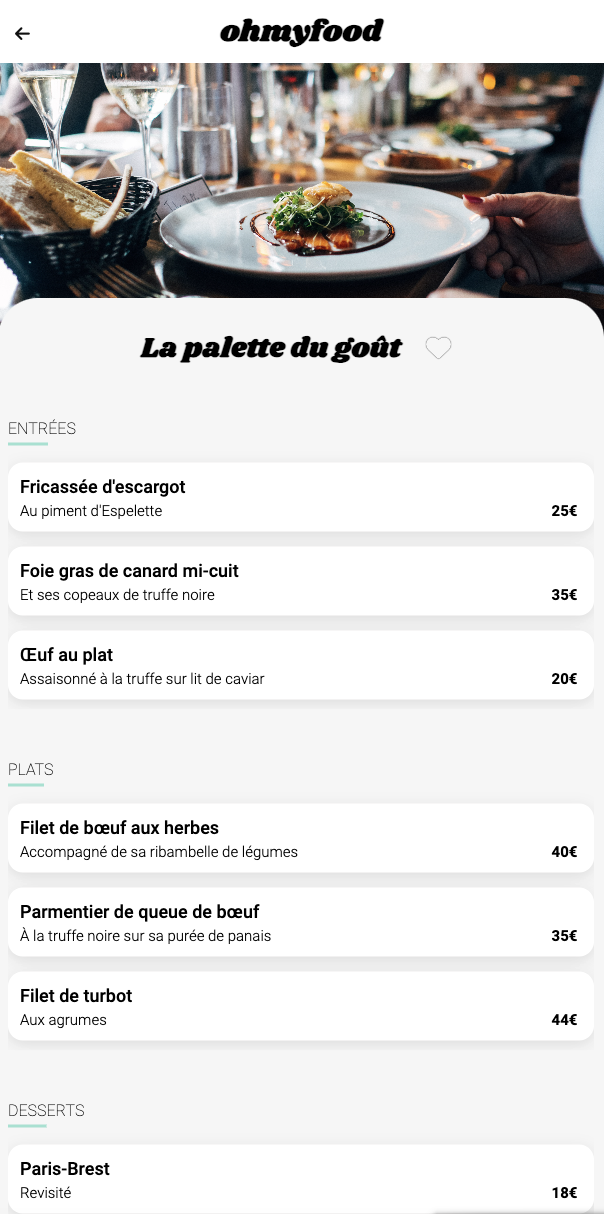 ohmyfood
La palette du goût
ENTRÉES
Fricassée d'escargot
Au piment d'Espelette
25€
Foie gras de canard mi-cuit
Et ses copeaux de truffe noire
35€
Œuf au plat
Assaisonné à la truffe sur lit de caviar
20€
PLATS
Filet de bœuf aux herbes
Accompagné de sa ribambelle de légumes
40€
Parmentier de queue de bœuf
À la truffe noire sur sa purée de panais
35€
Filet de turbot
Aux agrumes
44€
DESSERTS
Paris-Brest
Revisité
18€